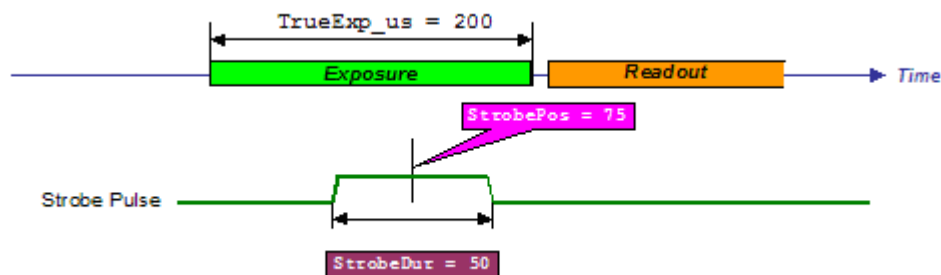 TrueExp_us = 200
Exposure
Readout
Time
StrobePos = 75
Strobe Pulse
StrobeDur = 50